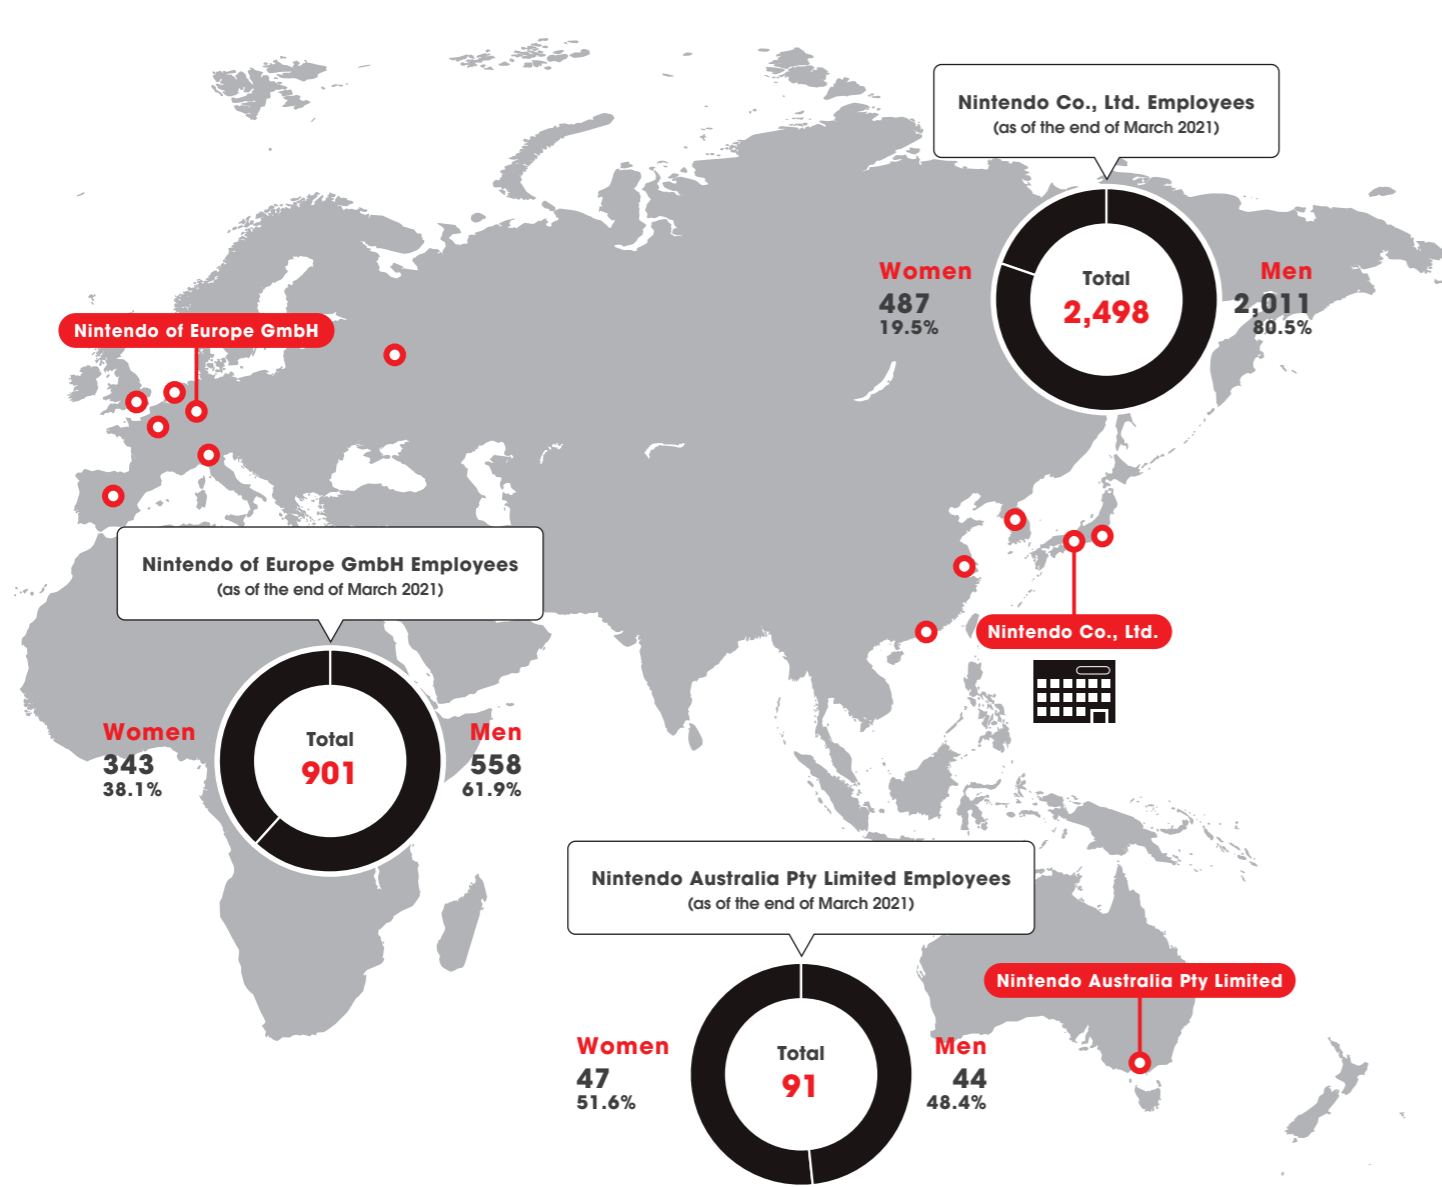 Nintendo Co., Ltd. Employees
(as of the end of March 2021)
Women
487
19.5%
Total
2,498
Men
2,011
80.5%
Nintendo of Europe GmbH
Nintendo of Europe GmbH Employees
(as of the end of March 2021)
Women
343
38.1%
Total
901
Men
558
61.9%
Nintendo Co., Ltd.
Nintendo Australia Pty Limited Employees
(as of the end of March 2021)
Nintendo Australia Pty Limited
Women
47
51.6%
Total
91
Men
44
48.4%